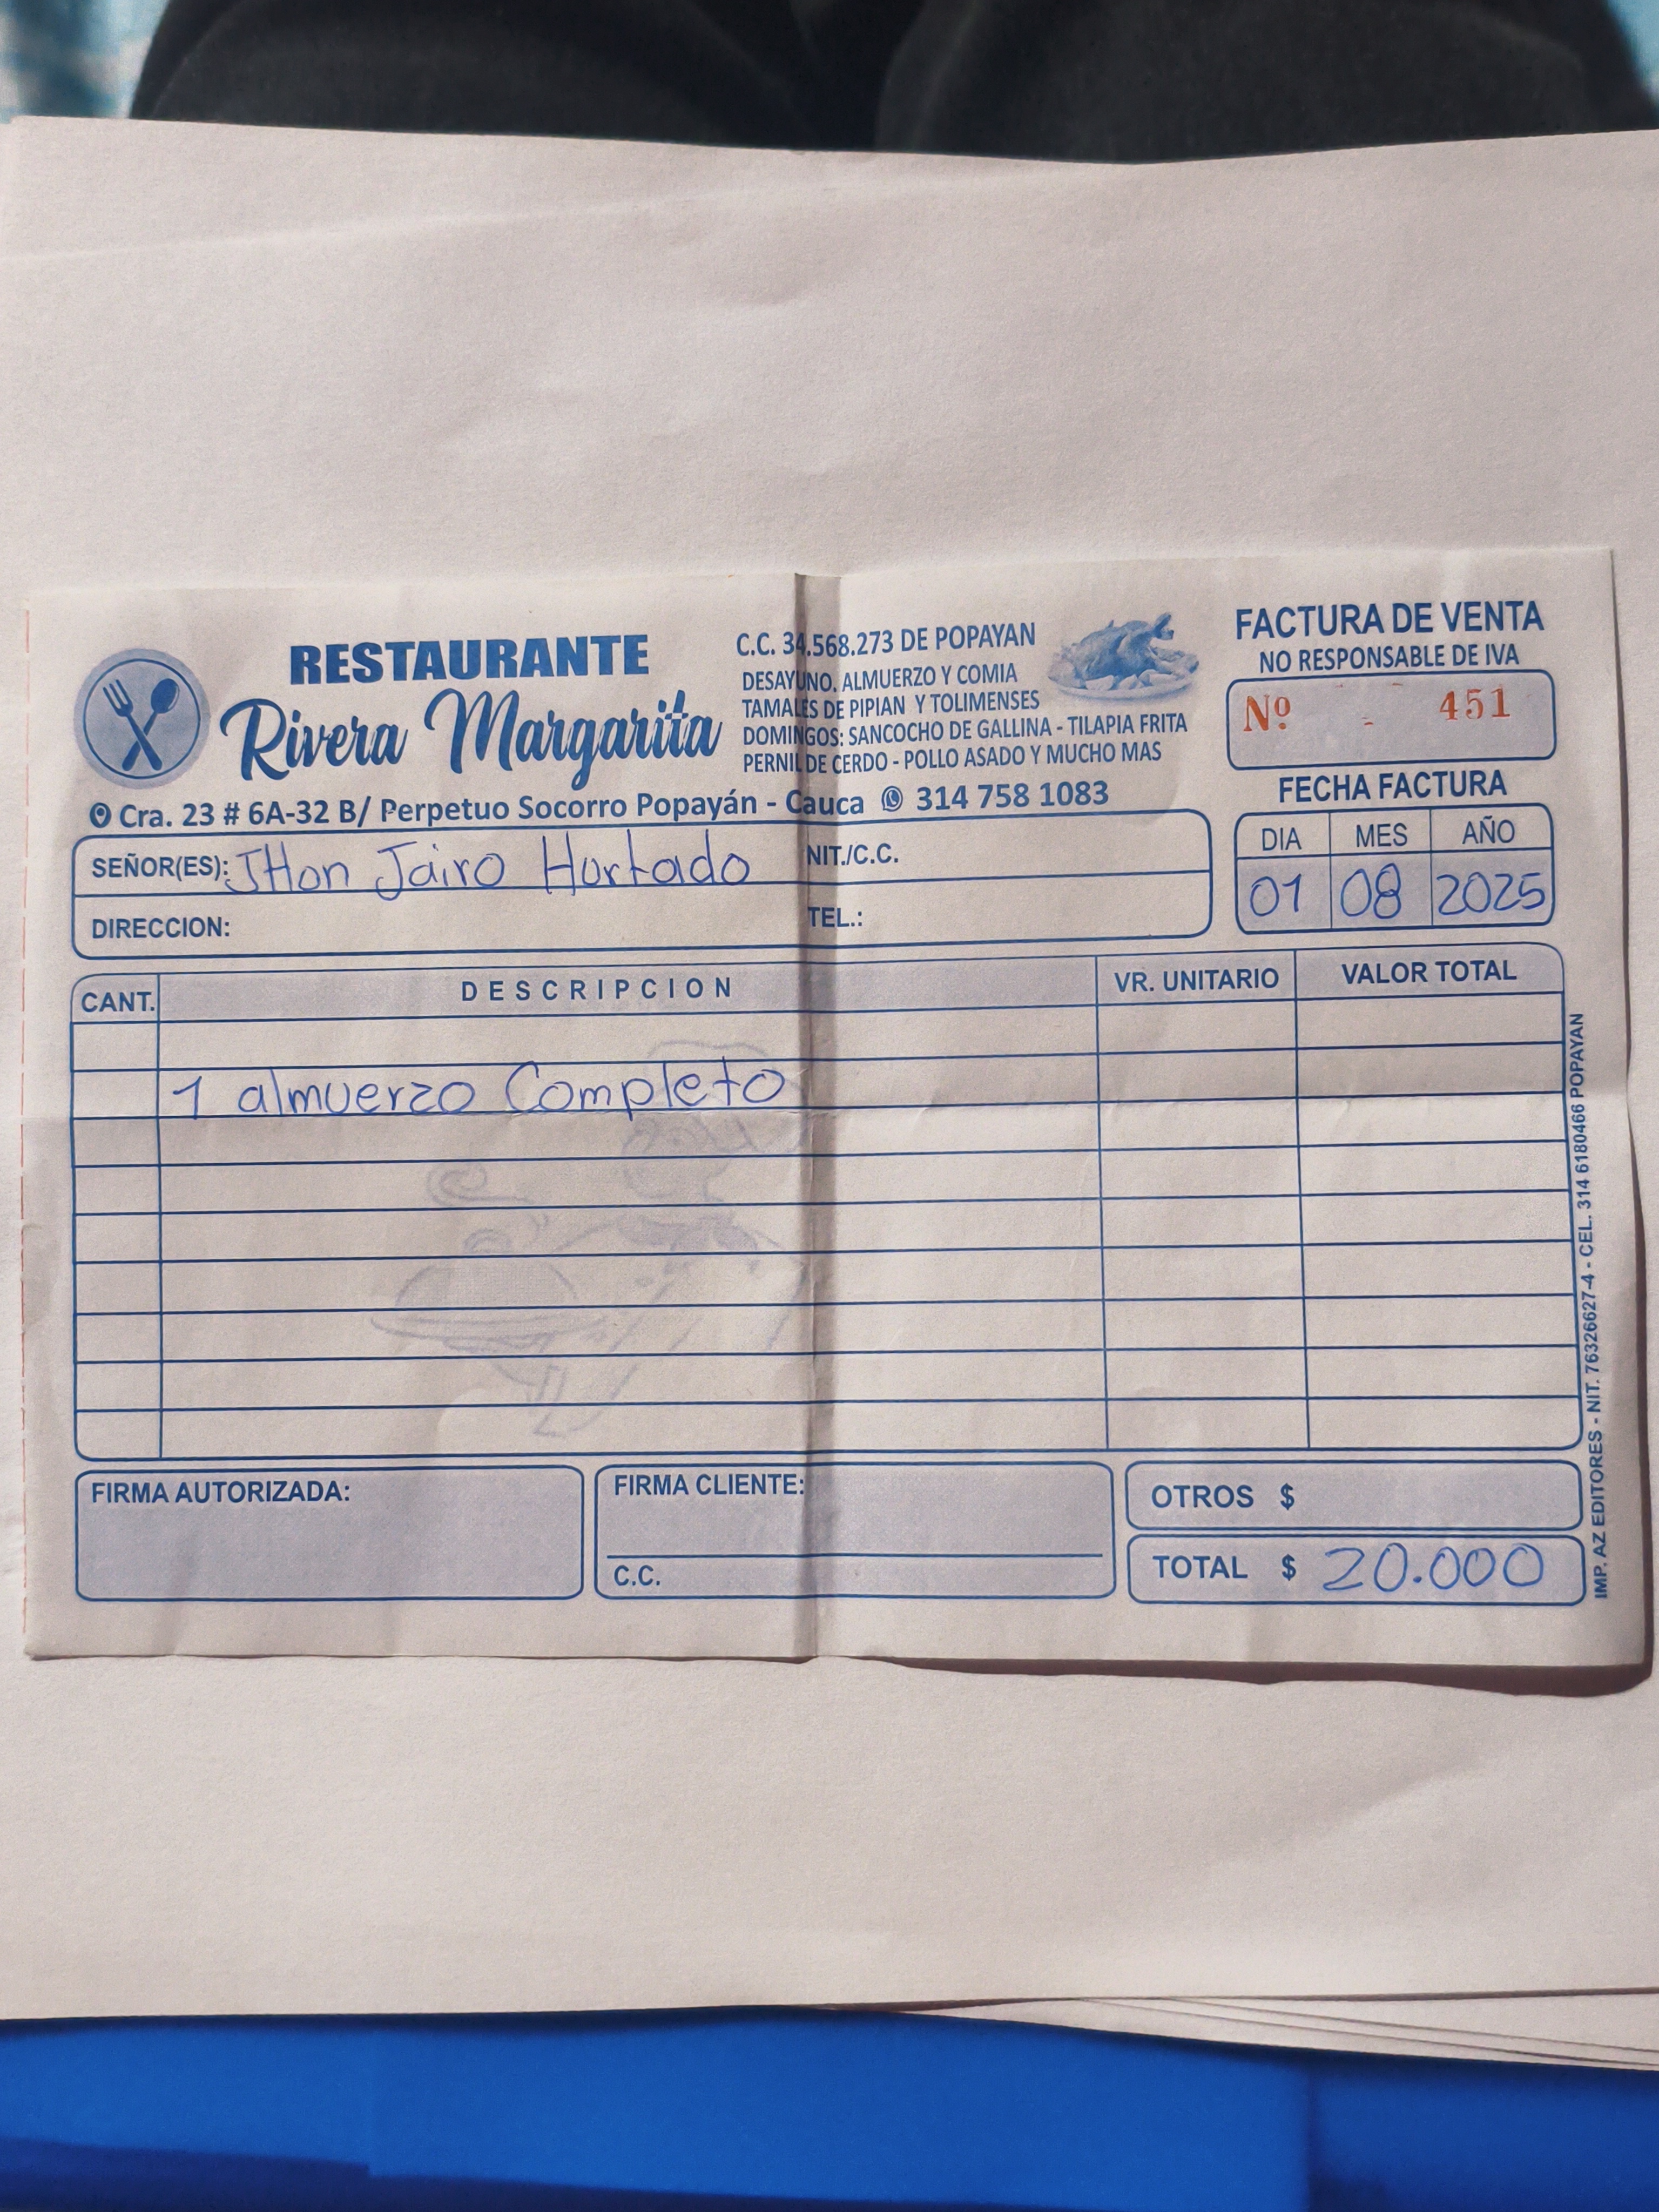 RESTAURANTE
Rivera Margarita
C.C. 34.568.273 DE POPAYAN
DESAYUNO, ALMUERZO Y COMIA
TAMALES DE PIPIAN Y TOLIMENSES
DOMINGOS: SANCOCHO DE GALLINA - TILAPIA FRITA
PERNIL DE CERDO - POLLO ASADO Y MUCHO MAS
Cra. 23 # 6A-32 B/ Perpetuo Socorro Popayán - Cauca 314 758 1083
FACTURA DE VENTA
NO RESPONSABLE DE IVA
Nº - 451
FECHA FACTURA
DIA MES AÑO
01 08 2025
SEÑOR(ES): JHon Jairo Hurtado NIT./C.C.
DIRECCION: TEL.:
CANT. DESCRIPCION VR. UNITARIO VALOR TOTAL
1 almuerzo Completo
FIRMA AUTORIZADA:
FIRMA CLIENTE:
C.C.
OTROS $
TOTAL $ 20.000
IMP. AZ EDITORES - NIT. 76326627-4 - CEL. 314 6180466 POPAYAN